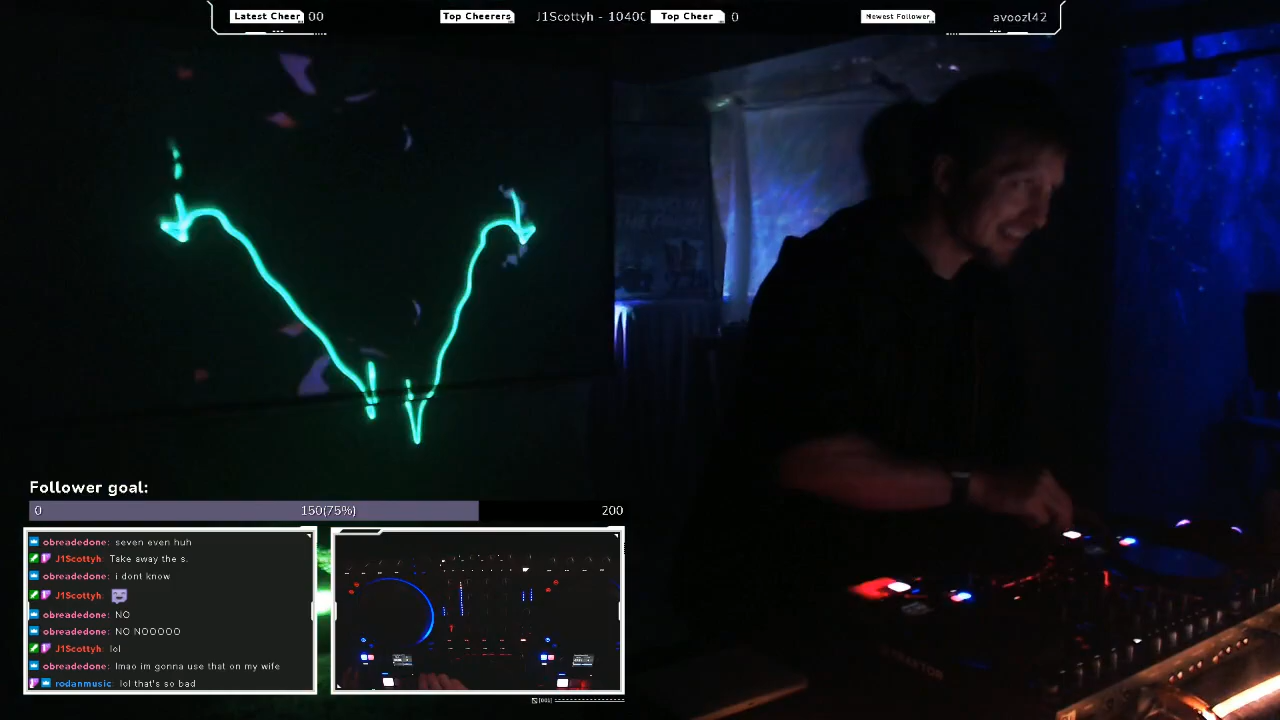 Latest Cheer 00 Top Cheerers J1Scottyh - 1040 Top Cheer 0 Newest Follower avoozl42
Follower goal:
0 150(75%) 200
obreadedone: seven even huh
J1Scottyh: Take away the s.
obreadedone: i dont know
J1Scottyh:
obreadedone: NO
obreadedone: NO NOOOOO
J1Scottyh: lol
obreadedone: lmao im gonna use that on my wife
rodanmusic: lol that's so bad